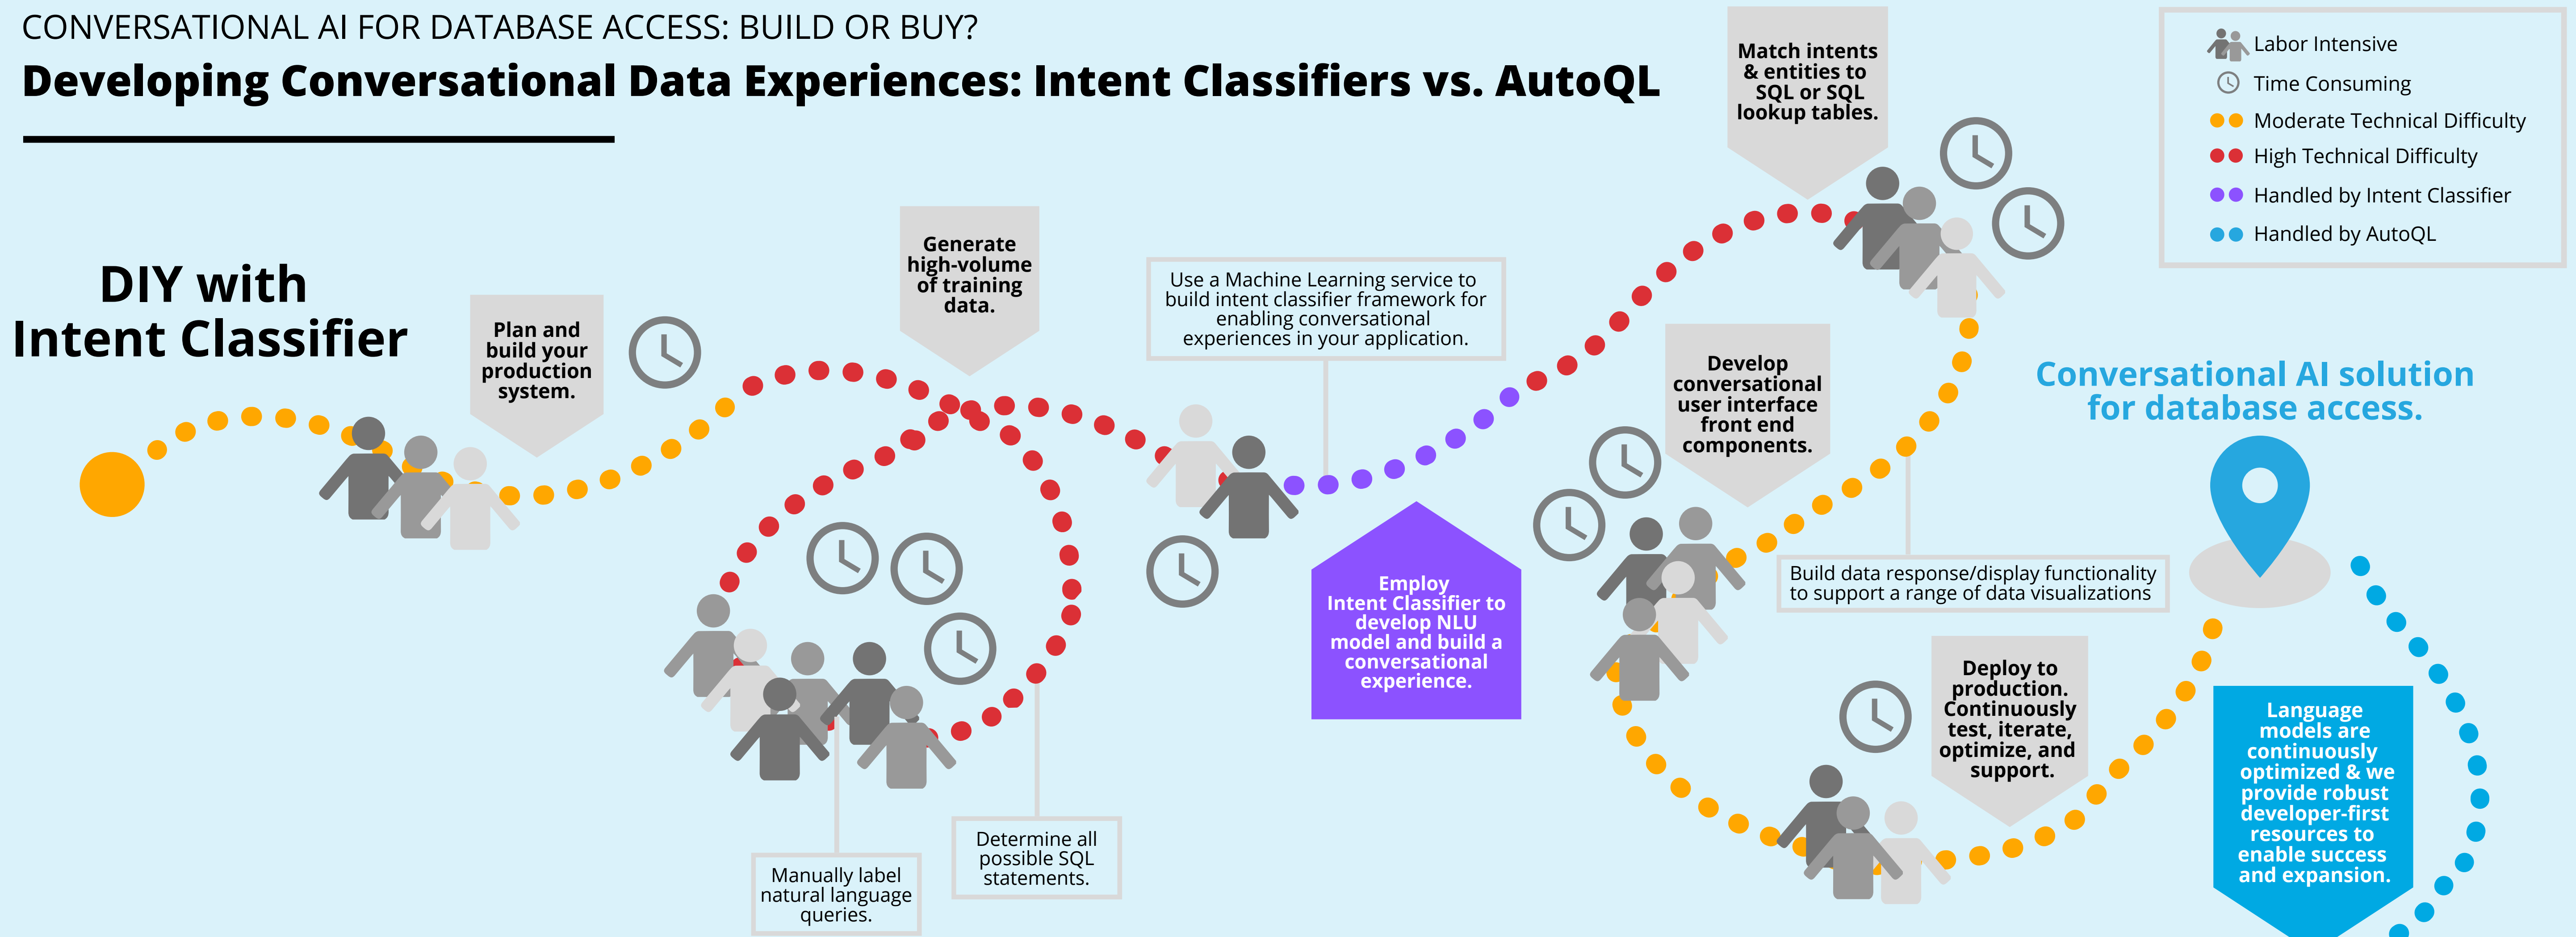 CONVERSATIONAL AI FOR DATABASE ACCESS: BUILD OR BUY?
Developing Conversational Data Experiences: Intent Classifiers vs. AutoQL
Labor Intensive
Time Consuming
Moderate Technical Difficulty
High Technical Difficulty
Handled by Intent Classifier
Handled by AutoQL
DIY with
Intent Classifier
Plan and
build your
production
system.
Generate
high-volume
of training
data.
Manually label
natural language
queries.
Determine all
possible SQL
statements.
Use a Machine Learning service to
build intent classifier framework for
enabling conversational
experiences in your application.
Employ
Intent Classifier to
develop NLU
model and build a
conversational
experience.
Match intents
& entities to
SQL or SQL
lookup tables.
Develop
conversational
user interface
front end
components.
Build data response/display functionality
to support a range of data visualizations
Deploy to
production.
Continuously
test, iterate,
optimize, and
support.
Conversational AI solution
for database access.
Language
models are
continuously
optimized & we
provide robust
developer-first
resources to
enable success
and expansion.